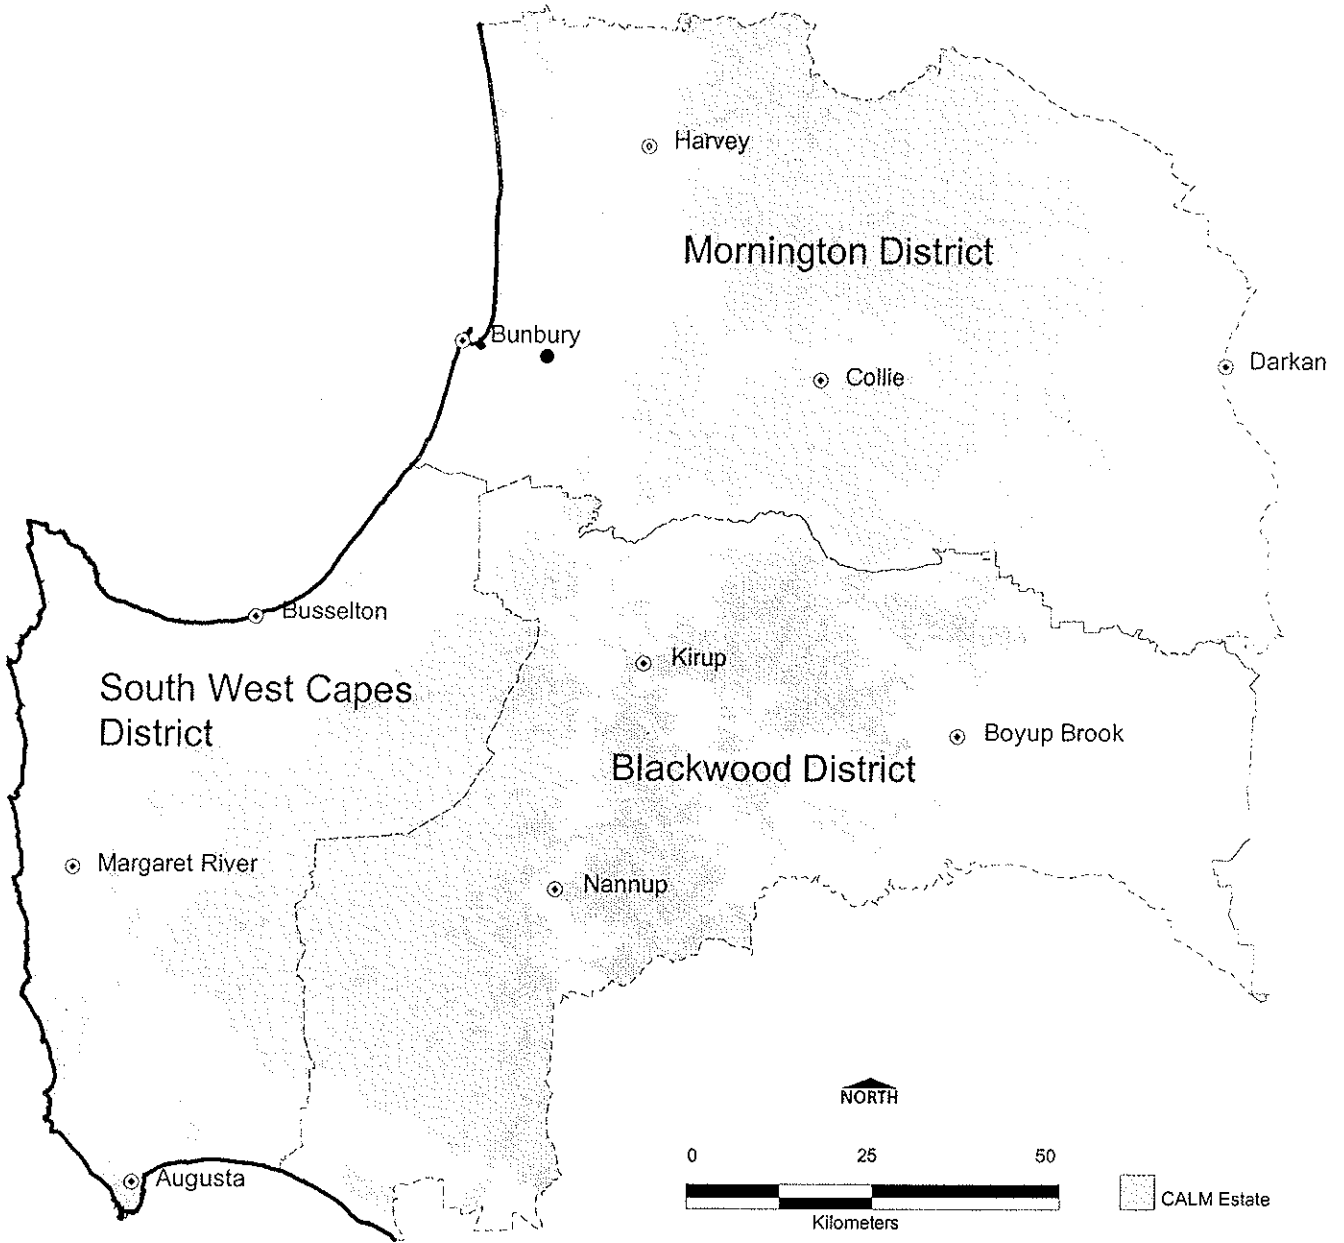 Harvey
Mornington District
Bunbury
Collie
Darkan
Busselton
Kirup
South West Capes
District
Boyup Brook
Blackwood District
Margaret River
Nannup
NORTH
0 25 50
Augusta
CALM Estate
Kilometers